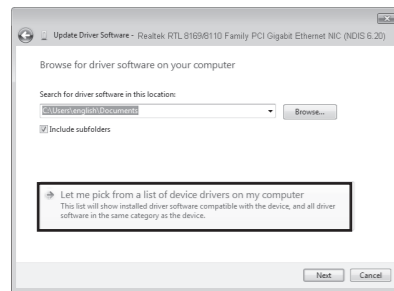 Update Driver Software - Realtek RTL 8169/8110 Family PCI Gigabit Ethernet NIC (NDIS 6.20)
Browse for driver software on your computer
Search for driver software in this location:
C:\Users\english\Documents
Browse...
Include subfolders
Let me pick from a list of device drivers on my computer
This list will show installed driver software compatible with the device, and all driver
software in the same category as the device.
Next Cancel